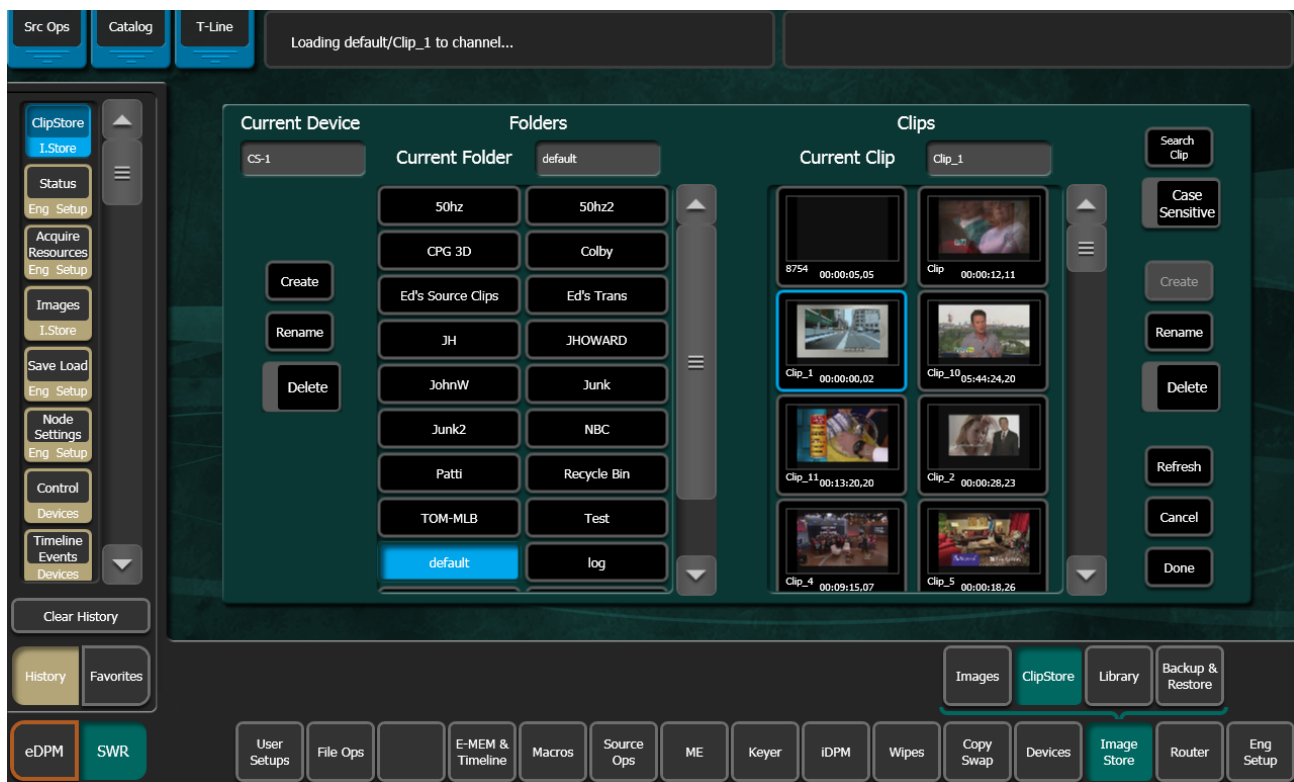 Src Ops
Catalog
T-Line
Loading default/Clip_1 to channel...
ClipStore
I.Store
Status
Eng Setup
Acquire
Resources
Eng Setup
Images
I.Store
Save Load
Eng Setup
Node
Settings
Eng Setup
Control
Devices
Timeline
Events
Devices
Clear History
History
Favorites
eDPM
SWR
Current Device
CS-1
Create
Rename
Delete
Folders
Current Folder
default
50hz
50hz2
CPG 3D
Colby
Ed's Source Clips
Ed's Trans
JH
JHOWARD
JohnW
Junk
Junk2
NBC
Patti
Recycle Bin
TOM-MLB
Test
default
log
Clips
Current Clip
Clip_1
8754 00:00:05,05
Clip 00:00:12,11
Clip_1 00:00:00,02
Clip_10 05:44:24,20
Clip_11 00:13:20,20
Clip_2 00:00:28,23
Clip_4 00:09:15,07
Clip_5 00:00:18,26
Search
Clip
Case
Sensitive
Create
Rename
Delete
Refresh
Cancel
Done
Images
ClipStore
Library
Backup &
Restore
User
Setups
File Ops
E-MEM &
Timeline
Macros
Source
Ops
ME
Keyer
iDPM
Wipes
Copy
Swap
Devices
Image
Store
Router
Eng
Setup